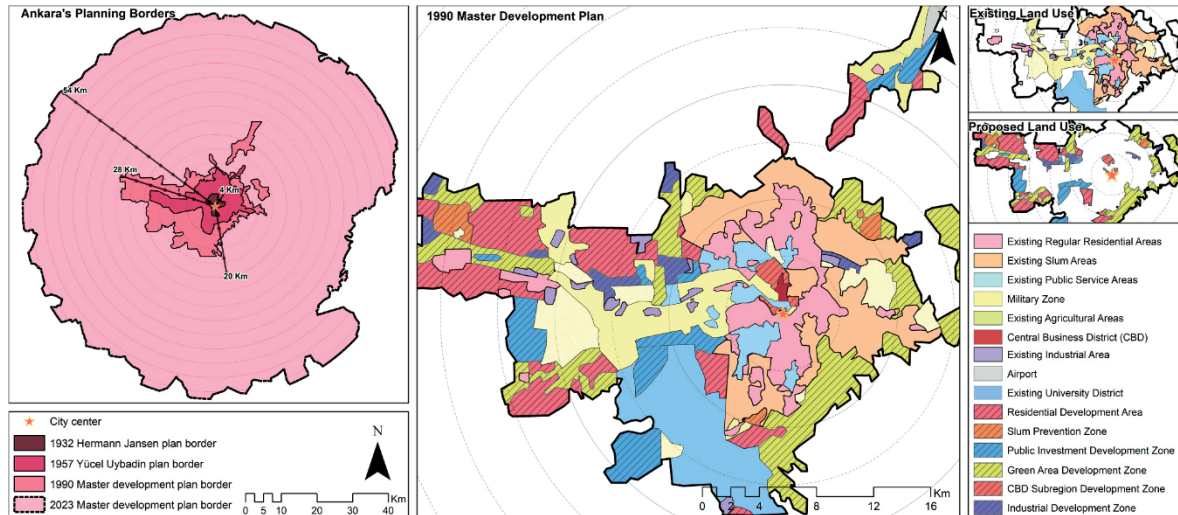 Ankara's Planning Borders
54 Km
28 Km
4 Km
20 Km
City center
1932 Hermann Jansen plan border
1957 Yücel Uybadin plan border
1990 Master development plan border
2023 Master development plan border
N
Km
0 5 10 20 30 40
1990 Master Development Plan
N
Km
0 2 4 8 12 16
Existing Land Use
Proposed Land Use
Existing Regular Residential Areas
Existing Slum Areas
Existing Public Service Areas
Military Zone
Existing Agricultural Areas
Central Business District (CBD)
Existing Industrial Area
Airport
Existing University District
Residential Development Area
Slum Prevention Zone
Public Investment Development Zone
Green Area Development Zone
CBD Subregion Development Zone
Industrial Development Zone